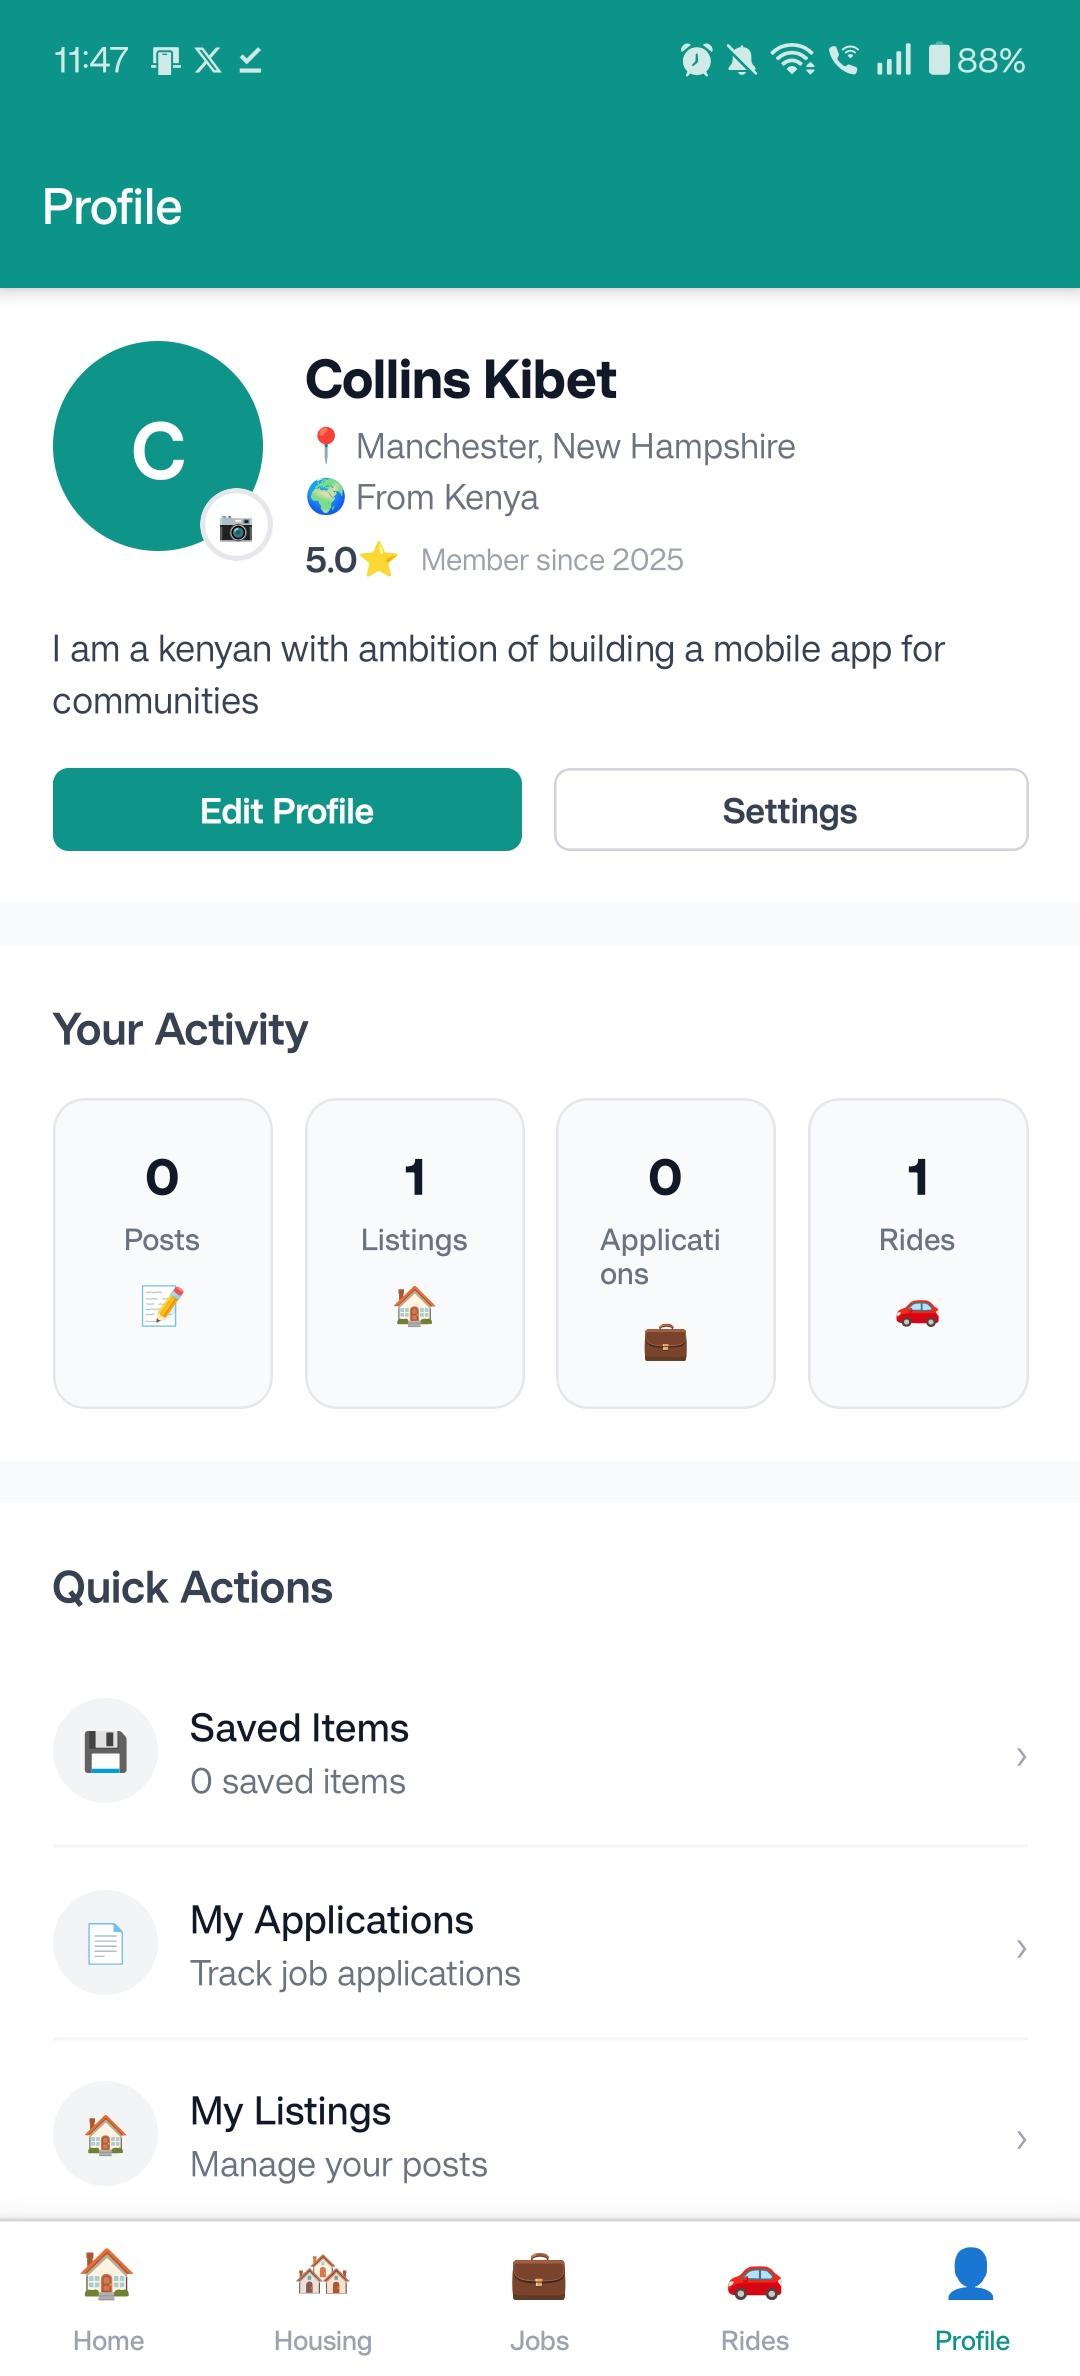 11:47
88%
Profile
C
Collins Kibet
Manchester, New Hampshire
From Kenya
5.0 Member since 2025
I am a kenyan with ambition of building a mobile app for
communities
Edit Profile
Settings
Your Activity
0
Posts
1
Listings
0
Applicati
ons
1
Rides
Quick Actions
Saved Items
0 saved items
My Applications
Track job applications
My Listings
Manage your posts
Home
Housing
Jobs
Rides
Profile